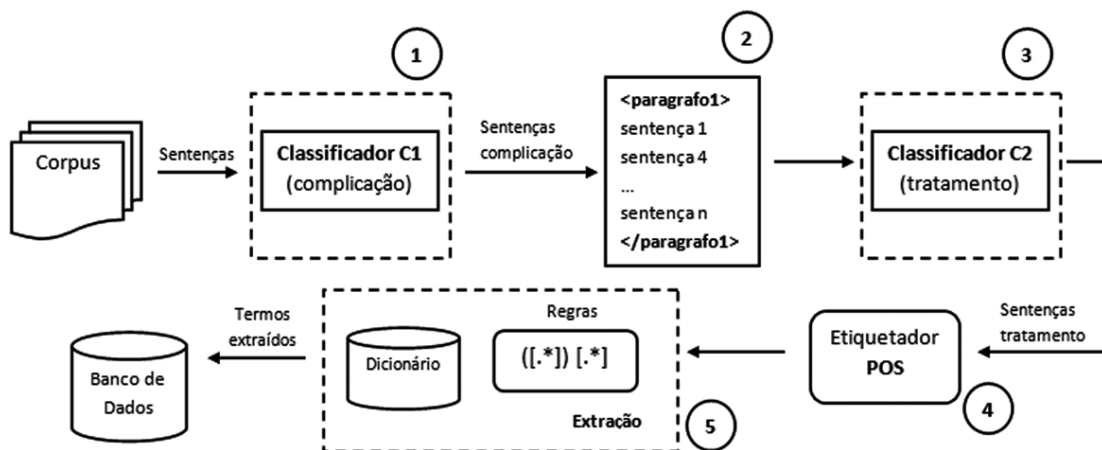 1
2
3
Corpus
Sentenças
Classificador C1
(complicação)
Sentenças
complicação
<paragrafo1>
sentença 1
sentença 4
...
sentença n
</paragrafo1>
Classificador C2
(tratamento)
Sentenças
tratamento
Etiquetador
POS
4
Regras
([.*]) [.*]
Dicionário
Extração
5
Termos
extraídos
Banco de
Dados